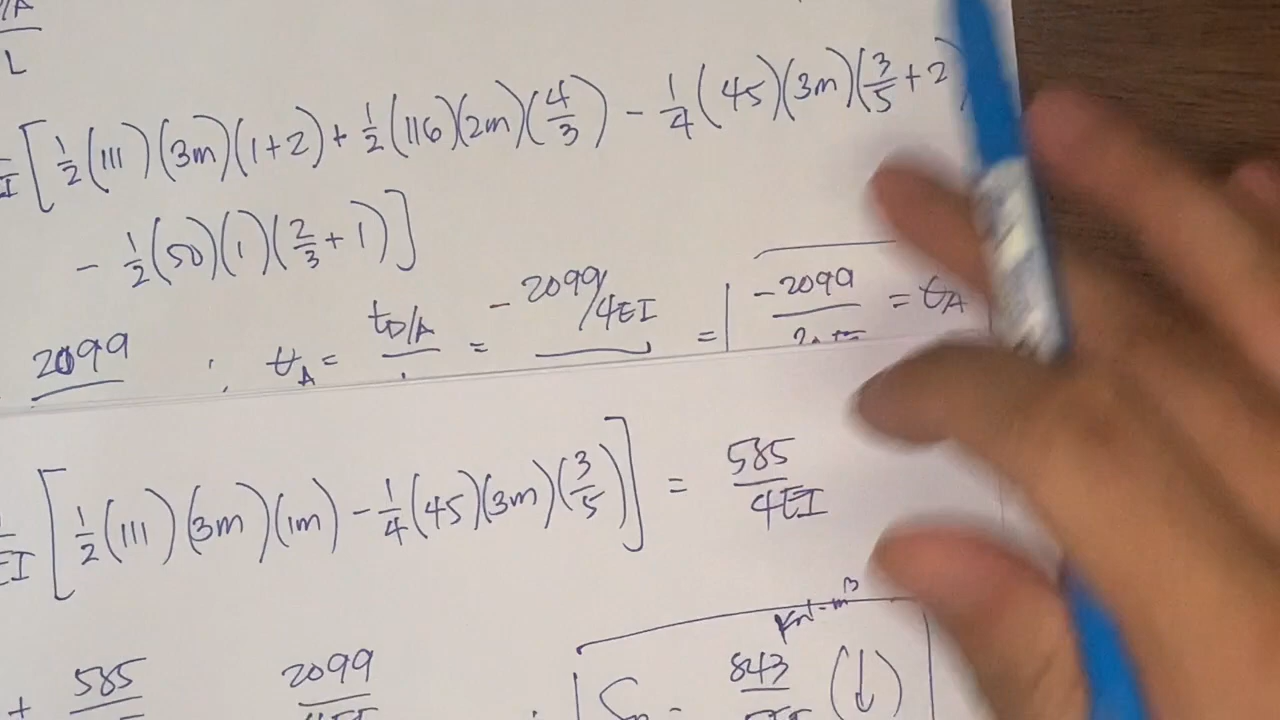 L
[ 1/2 (111) (3m) (1+2) + 1/2 (116)(2m)(4/3) - 1/4 (45)(3m)(3/5 + 2
- 1/2 (50)(1)(2/3 + 1) ]
2099 ; θA = tD/A = -2099/4EI = -2099 = θA
[ 1/2 (111) (3m)(1m) - 1/4 (45)(3m)(3/5) ] = 585/4EI
KN-m³
+ 585 2099 843 (↓)